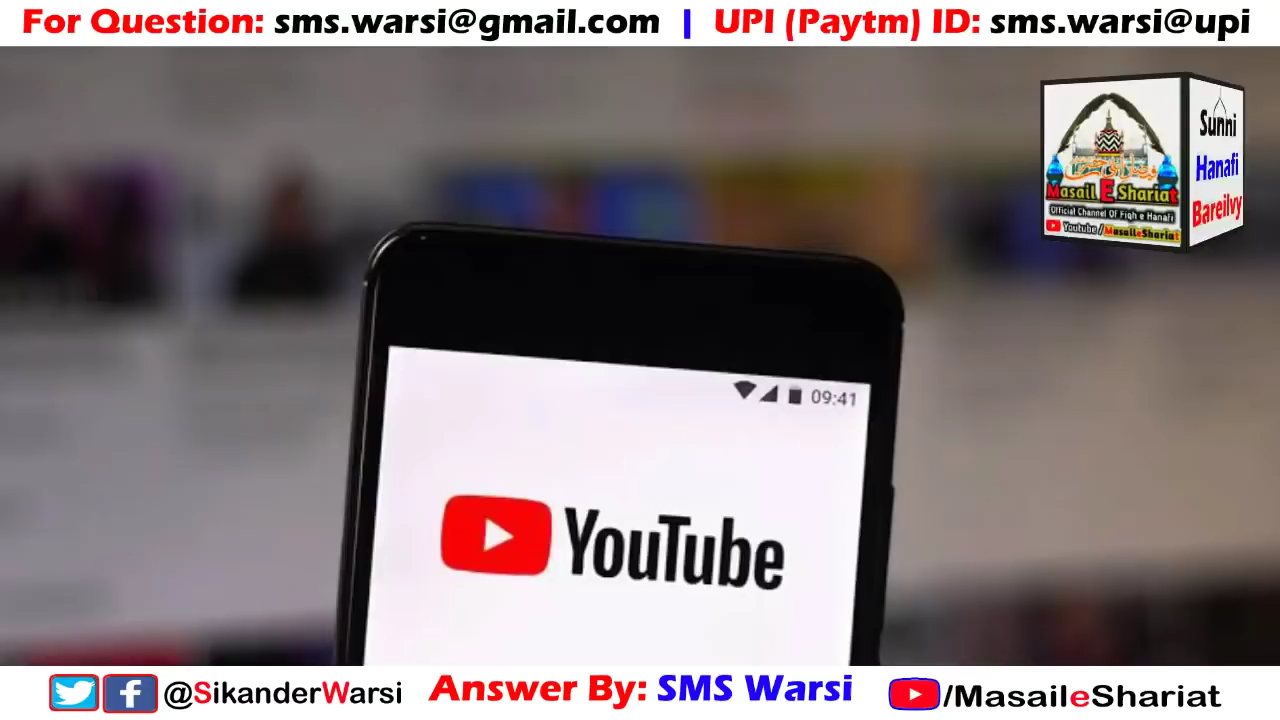 For Question: sms.warsi@gmail.com | UPI (Paytm) ID: sms.warsi@upi
Sunni
Hanafi
Bareilvy
Masail E Shariat
Official Channel Of Fiqh e Hanafi
Youtube / MasaileShariat
09:41
YouTube
@SikanderWarsi
Answer By: SMS Warsi
/MasaileShariat